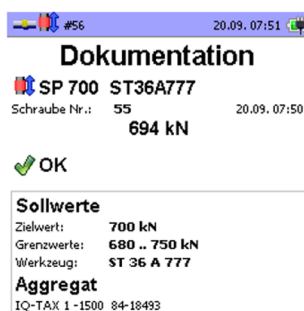 #56 20.09. 07:51
Dokumentation
SP 700 ST36A777
Schraube Nr.: 55 20.09. 07:50
694 kN
OK
Sollwerte
Zielwert: 700 kN
Grenzwerte: 680 .. 750 kN
Werkzeug: ST 36 A 777
Aggregat
IQ-TAX 1 -1500 84-18493